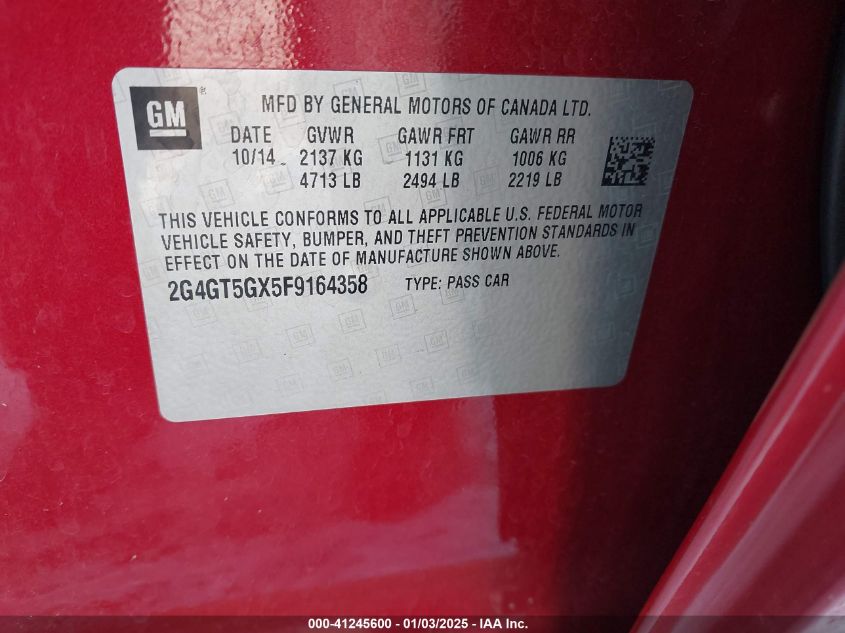 GM MFD BY GENERAL MOTORS OF CANADA LTD.
DATE GVWR GAWR FRT GAWR RR
10/14 2137 KG 1131 KG 1006 KG
4713 LB 2494 LB 2219 LB
THIS VEHICLE CONFORMS TO ALL APPLICABLE U.S. FEDERAL MOTOR
VEHICLE SAFETY, BUMPER, AND THEFT PREVENTION STANDARDS IN
EFFECT ON THE DATE OF MANUFACTURE SHOWN ABOVE.
2G4GT5GX5F9164358 TYPE: PASS CAR
000-41245600 - 01/03/2025 - IAA Inc.